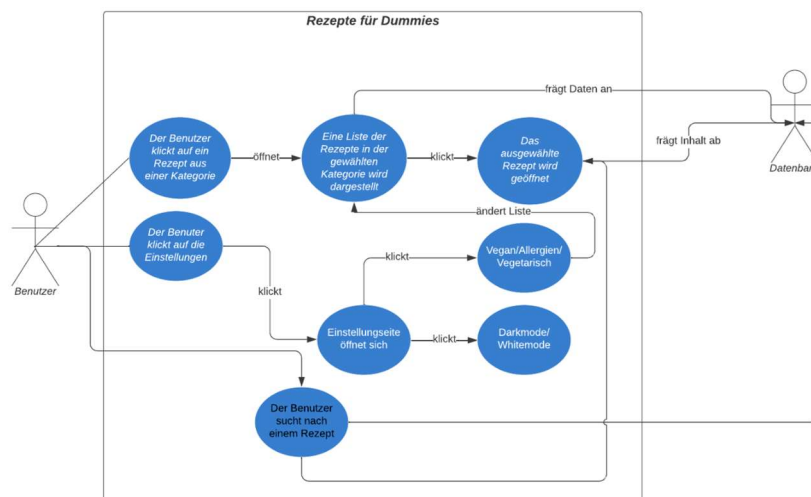 Rezepte für Dummies
Der Benutzer
klickt auf ein
Rezept aus
einer Kategorie
öffnet
Eine Liste der
Rezepte in der
gewählten
Kategorie wird
dargestellt
klickt
Das
ausgewählte
Rezept wird
geöffnet
frägt Daten an
frägt Inhalt ab
Datenban
ändert Liste
Benutzer
Der Benuter
klickt auf die
Einstellungen
klickt
klickt
Vegan/Allergien/
Vegetarisch
Einstellungseite
öffnet sich
klickt
Darkmode/
Whitemode
Der Benutzer
sucht nach
einem Rezept